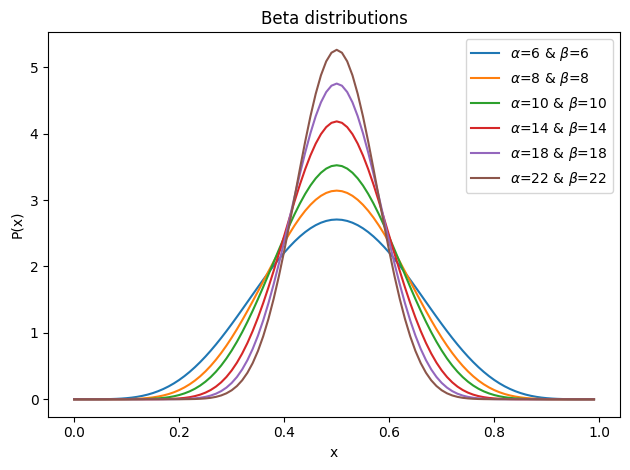 Beta distributions
α=6 & β=6
α=8 & β=8
α=10 & β=10
α=14 & β=14
α=18 & β=18
α=22 & β=22
P(x)
5
4
3
2
1
0
0.0 0.2 0.4 0.6 0.8 1.0
x